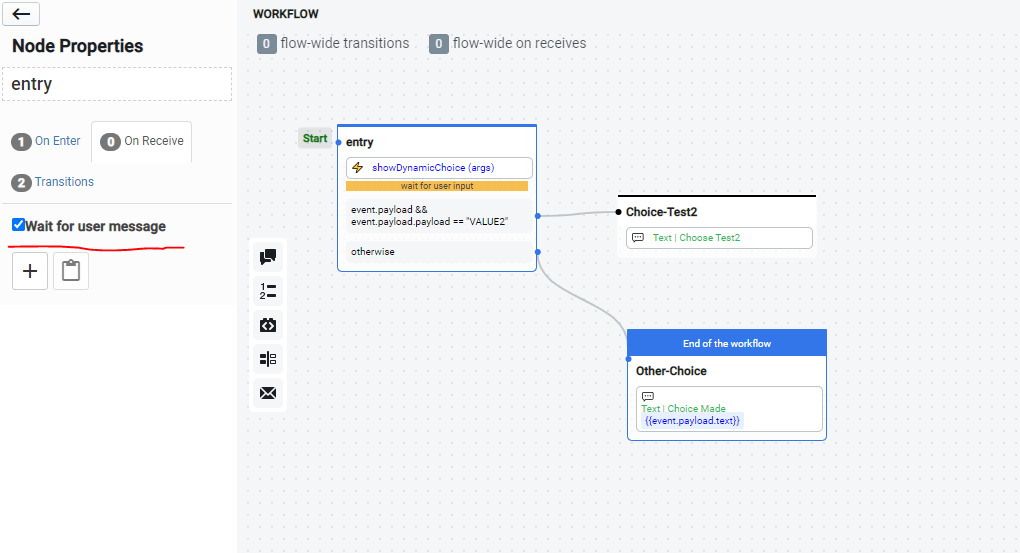 WORKFLOW
Node Properties
0 flow-wide transitions 0 flow-wide on receives
entry
1 On Enter 0 On Receive
2 Transitions
Wait for user message
Start
entry
showDynamicChoice (args)
wait for user input
event.payload &&
event.payload.payload == "VALUE2"
otherwise
Choice-Test2
Text | Choose Test2
1
2
End of the workflow
Other-Choice
Text | Choice Made
{{event.payload.text}}